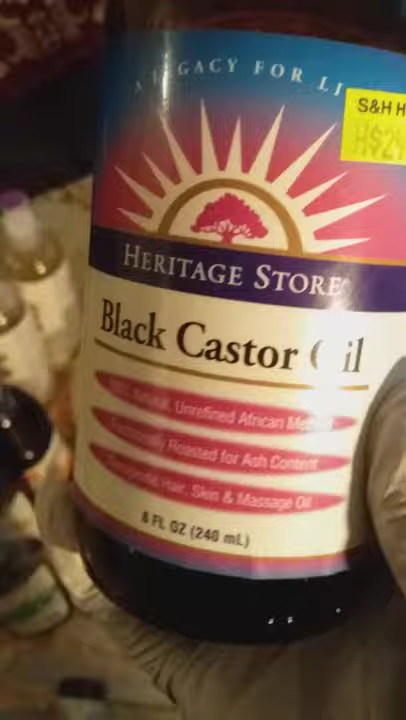 A LEGACY FOR LI
S&H H
H$2
HERITAGE STORE
Black Castor Oil
Unrefined African
Roasted for Ash Content
Hair, Skin & Massage Oil
8 FL OZ (240 mL)